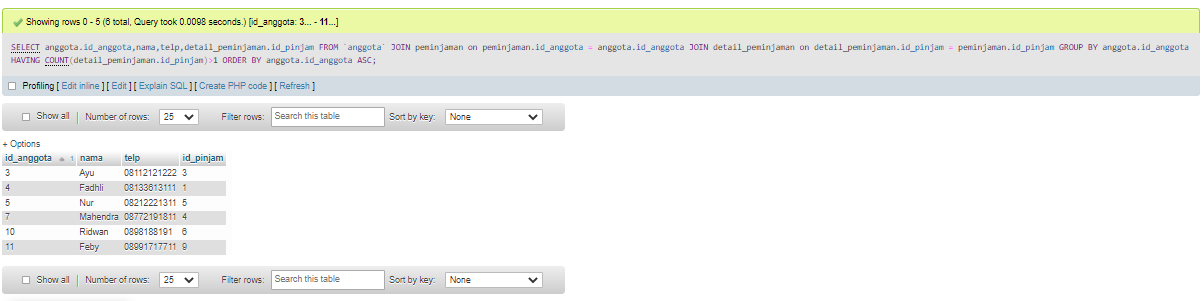 Showing rows 0 - 5 (6 total, Query took 0.0098 seconds.) [id_anggota: 3... - 11...]
SELECT anggota.id_anggota,nama,telp,detail_peminjaman.id_pinjam FROM `anggota` JOIN peminjaman on peminjaman.id_anggota = anggota.id_anggota JOIN detail_peminjaman on detail_peminjaman.id_pinjam = peminjaman.id_pinjam GROUP BY anggota.id_anggota
HAVING COUNT(detail_peminjaman.id_pinjam)>1 ORDER BY anggota.id_anggota ASC;
Profiling [ Edit inline ] [ Edit ] [ Explain SQL ] [ Create PHP code ] [ Refresh ]
Show all Number of rows: 25 Filter rows: Search this table Sort by key: None
+ Options
id_anggota 1 nama telp id_pinjam
3 Ayu 08112121222 3
4 Fadhli 08133613111 1
5 Nur 08212221311 5
7 Mahendra 08772191811 4
10 Ridwan 0898188191 6
11 Feby 08991717711 9
Show all Number of rows: 25 Filter rows: Search this table Sort by key: None